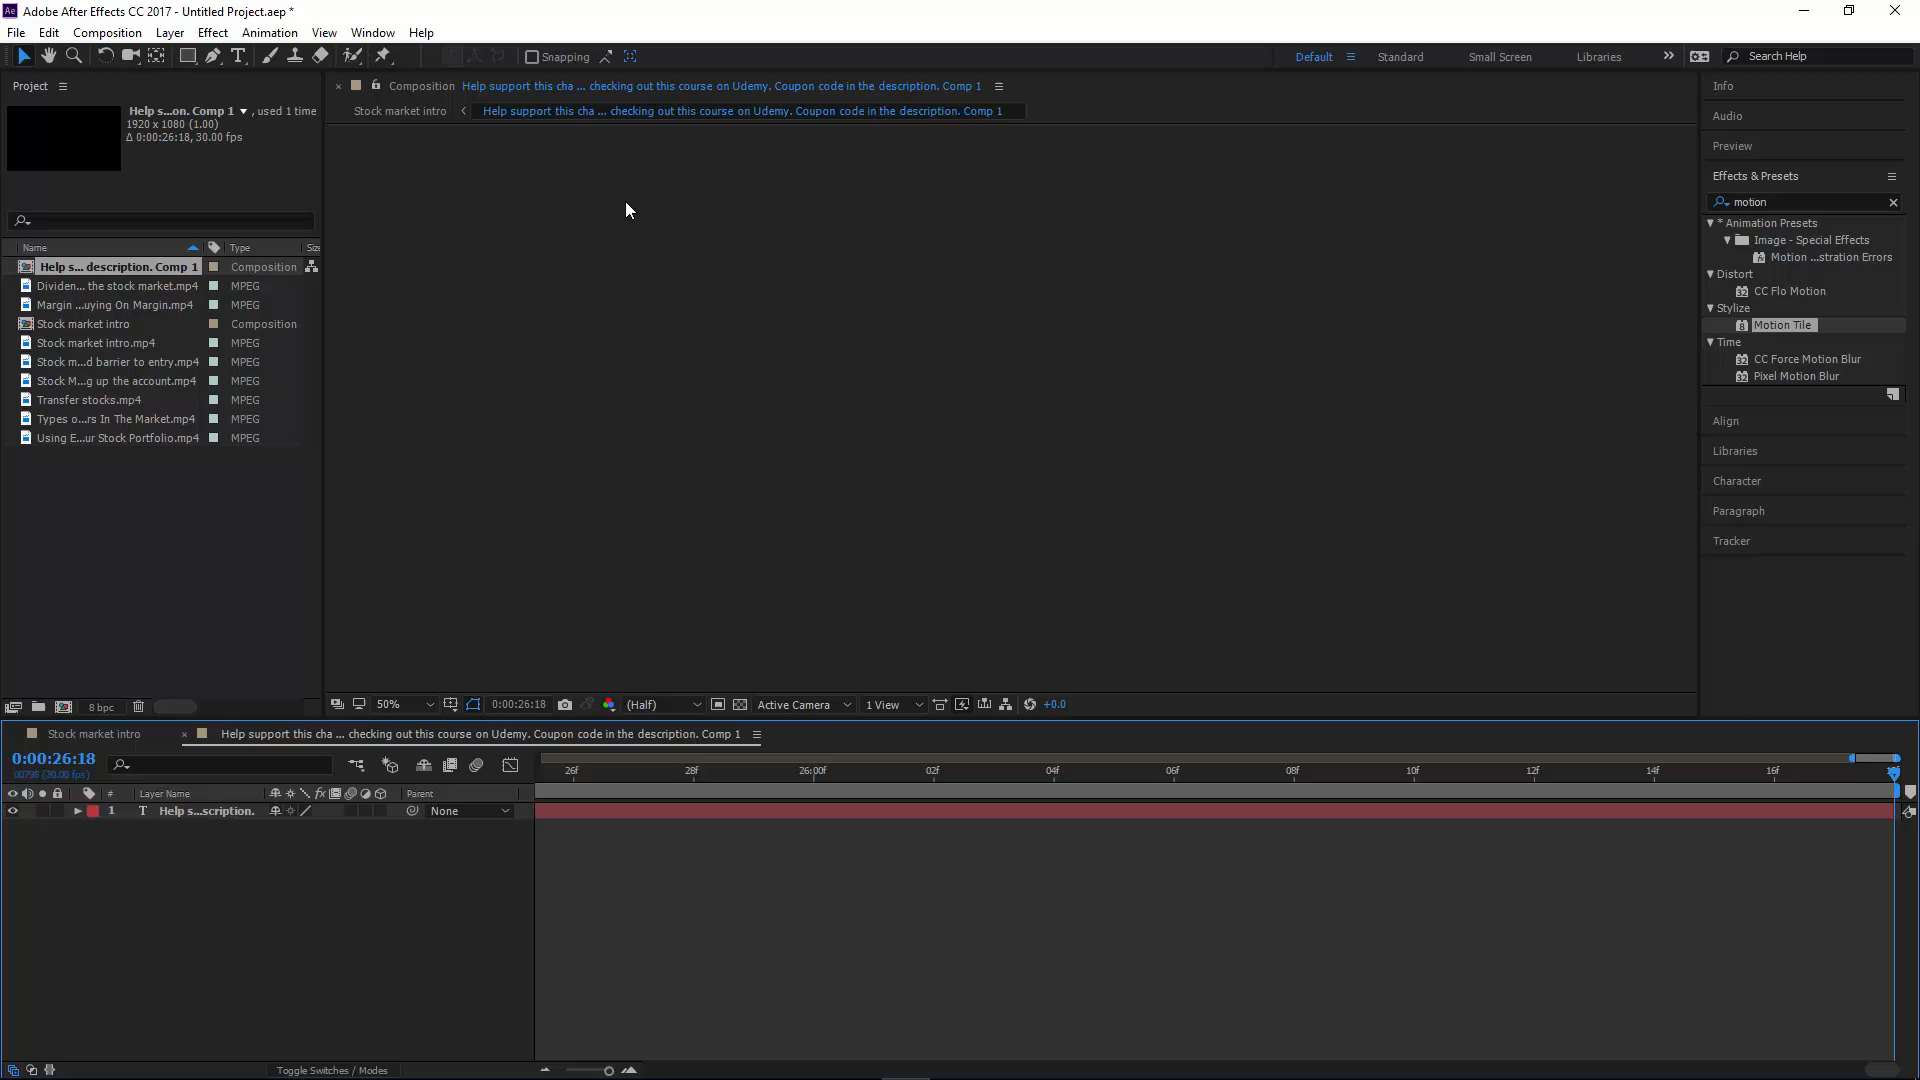 Adobe After Effects CC 2017 - Untitled Project.aep *
File Edit Composition Layer Effect Animation View Window Help
Snapping
Default Standard Small Screen Libraries
Search Help
Project
Help s...on. Comp 1 ▼ , used 1 time
1920 x 1080 (1.00)
Δ 0:00:26:18, 30.00 fps
Name Type Siz
Help s... description. Comp 1 Composition
Dividen... the stock market.mp4 MPEG
Margin ...uying On Margin.mp4 MPEG
Stock market intro Composition
Stock market intro.mp4 MPEG
Stock m...d barrier to entry.mp4 MPEG
Stock M...g up the account.mp4 MPEG
Transfer stocks.mp4 MPEG
Types o...rs In The Market.mp4 MPEG
Using E...ur Stock Portfolio.mp4 MPEG
8 bpc
Composition Help support this cha ... checking out this course on Udemy. Coupon code in the description. Comp 1
Stock market intro < Help support this cha ... checking out this course on Udemy. Coupon code in the description. Comp 1
50% 0:00:26:18 (Half) Active Camera 1 View +0.0
Info
Audio
Preview
Effects & Presets
motion
* Animation Presets
Image - Special Effects
Motion ...stration Errors
Distort
CC Flo Motion
Stylize
Motion Tile
Time
CC Force Motion Blur
Pixel Motion Blur
Align
Libraries
Character
Paragraph
Tracker
Stock market intro × Help support this cha ... checking out this course on Udemy. Coupon code in the description. Comp 1
0:00:26:18
00798 (30.00 fps)
26f 28f 26:00f 02f 04f 06f 08f 10f 12f 14f 16f
# Layer Name fx Parent
1 T Help s...scription. None
Toggle Switches / Modes